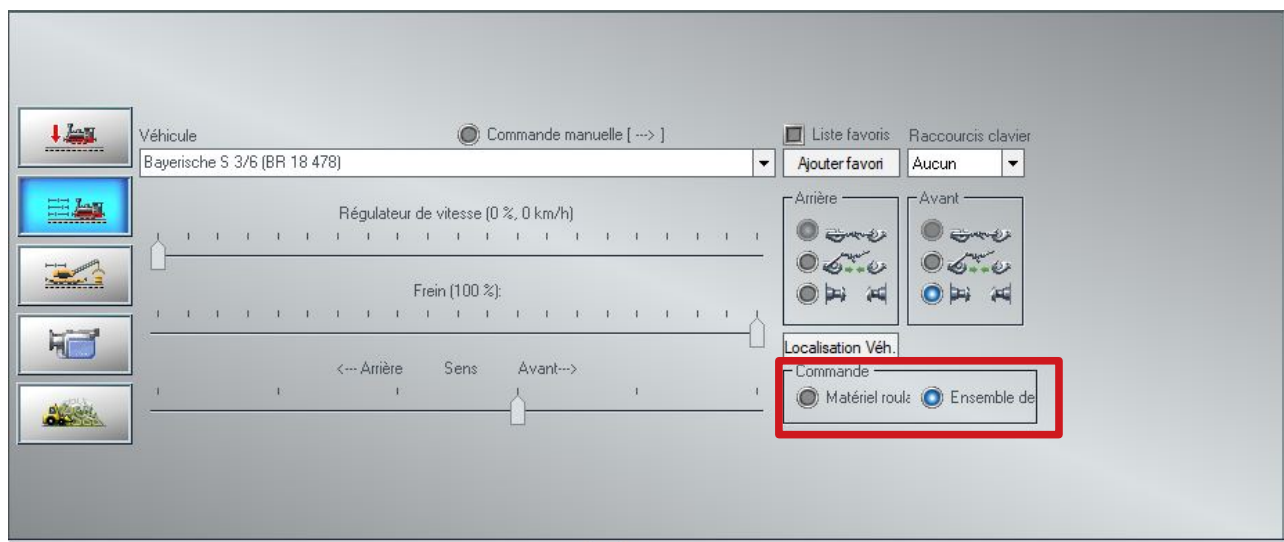 Véhicule
Commande manuelle [ ---> ]
Liste favoris
Raccourcis clavier
Bayerische S 3/6 (BR 18 478)
Ajouter favori
Aucun
Régulateur de vitesse (0 %, 0 km/h)
Arrière
Avant
Frein (100 %):
Localisation Véh.
<--- Arrière Sens Avant--->
Commande
Matériel roula
Ensemble de